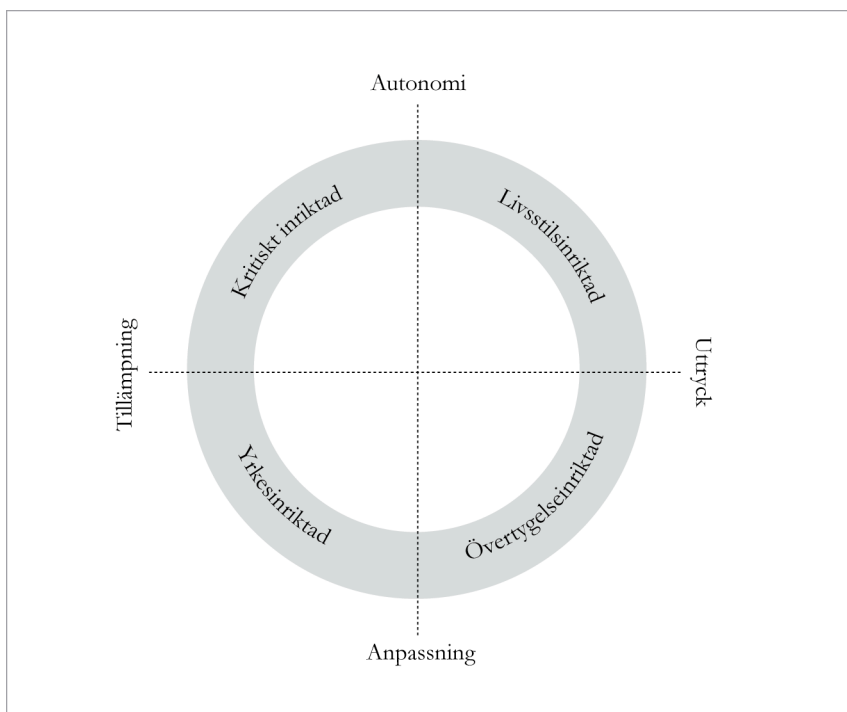 Autonomi
Kritiskt inriktad
Livsstilsinriktad
Tillämpning
Uttryck
Yrkesinriktad
Övertygelseinriktad
Anpassning